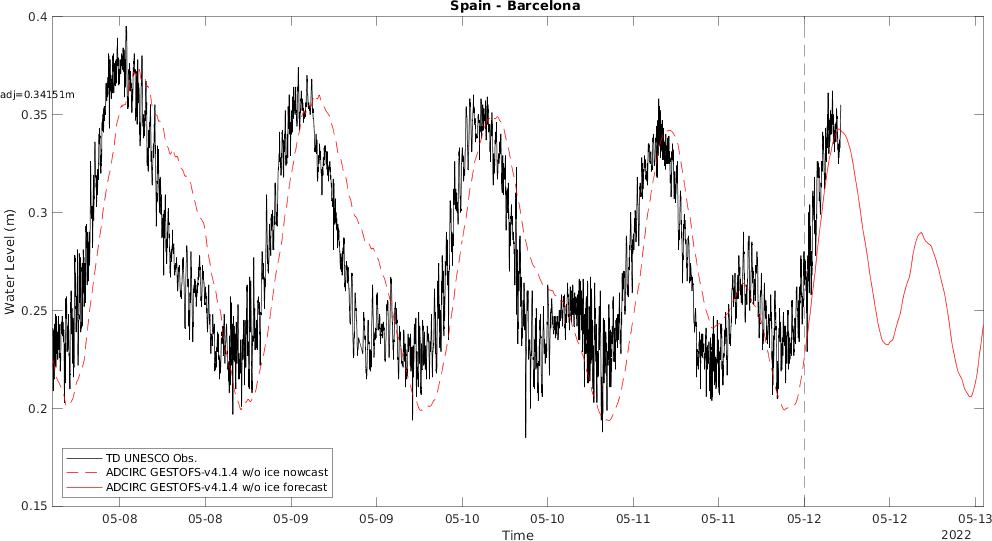 Spain - Barcelona
0.4
adj=0.34151m
0.35
0.3
0.25
0.2
0.15
Water Level (m)
TD UNESCO Obs.
ADCIRC GESTOFS-v4.1.4 w/o ice nowcast
ADCIRC GESTOFS-v4.1.4 w/o ice forecast
05-08 05-08 05-09 05-09 05-10 05-10 05-11 05-11 05-12 05-12 05-13
Time
2022